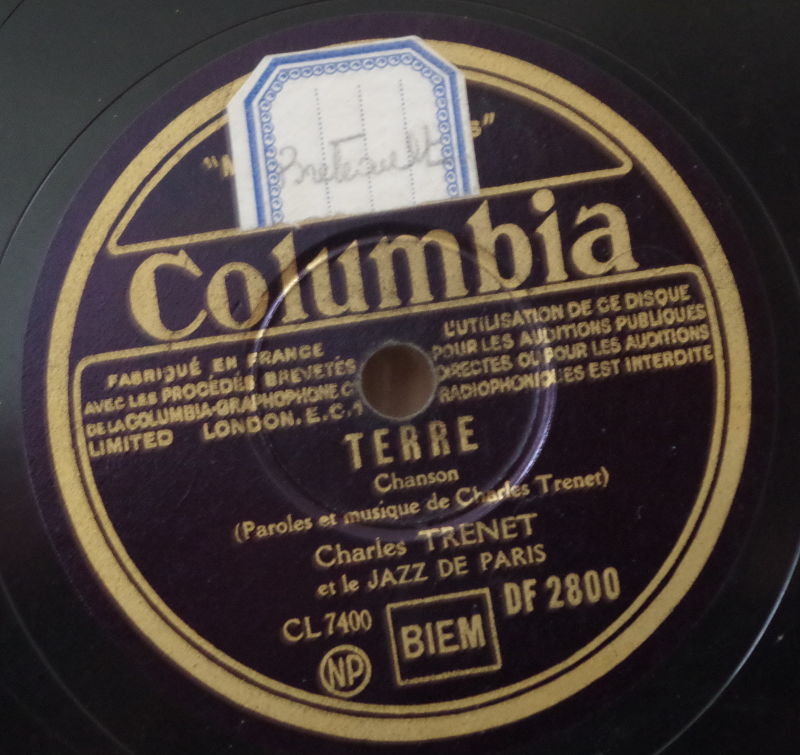 Columbia
FABRIQUÉ EN FRANCE
AVEC LES PROCÉDÉS BREVETÉS
DE LA COLUMBIA-GRAPHOPHONE C
LIMITED LONDON. E.C.1
L'UTILISATION DE CE DISQUE
POUR LES AUDITIONS PUBLIQUES
DIRECTES OU POUR LES AUDITIONS
RADIOPHONIQUES EST INTERDITE
TERRE
Chanson
(Paroles et musique de Charles Trenet)
Charles TRENET
et le JAZZ DE PARIS
CL 7400 BIEM DF 2800
NP